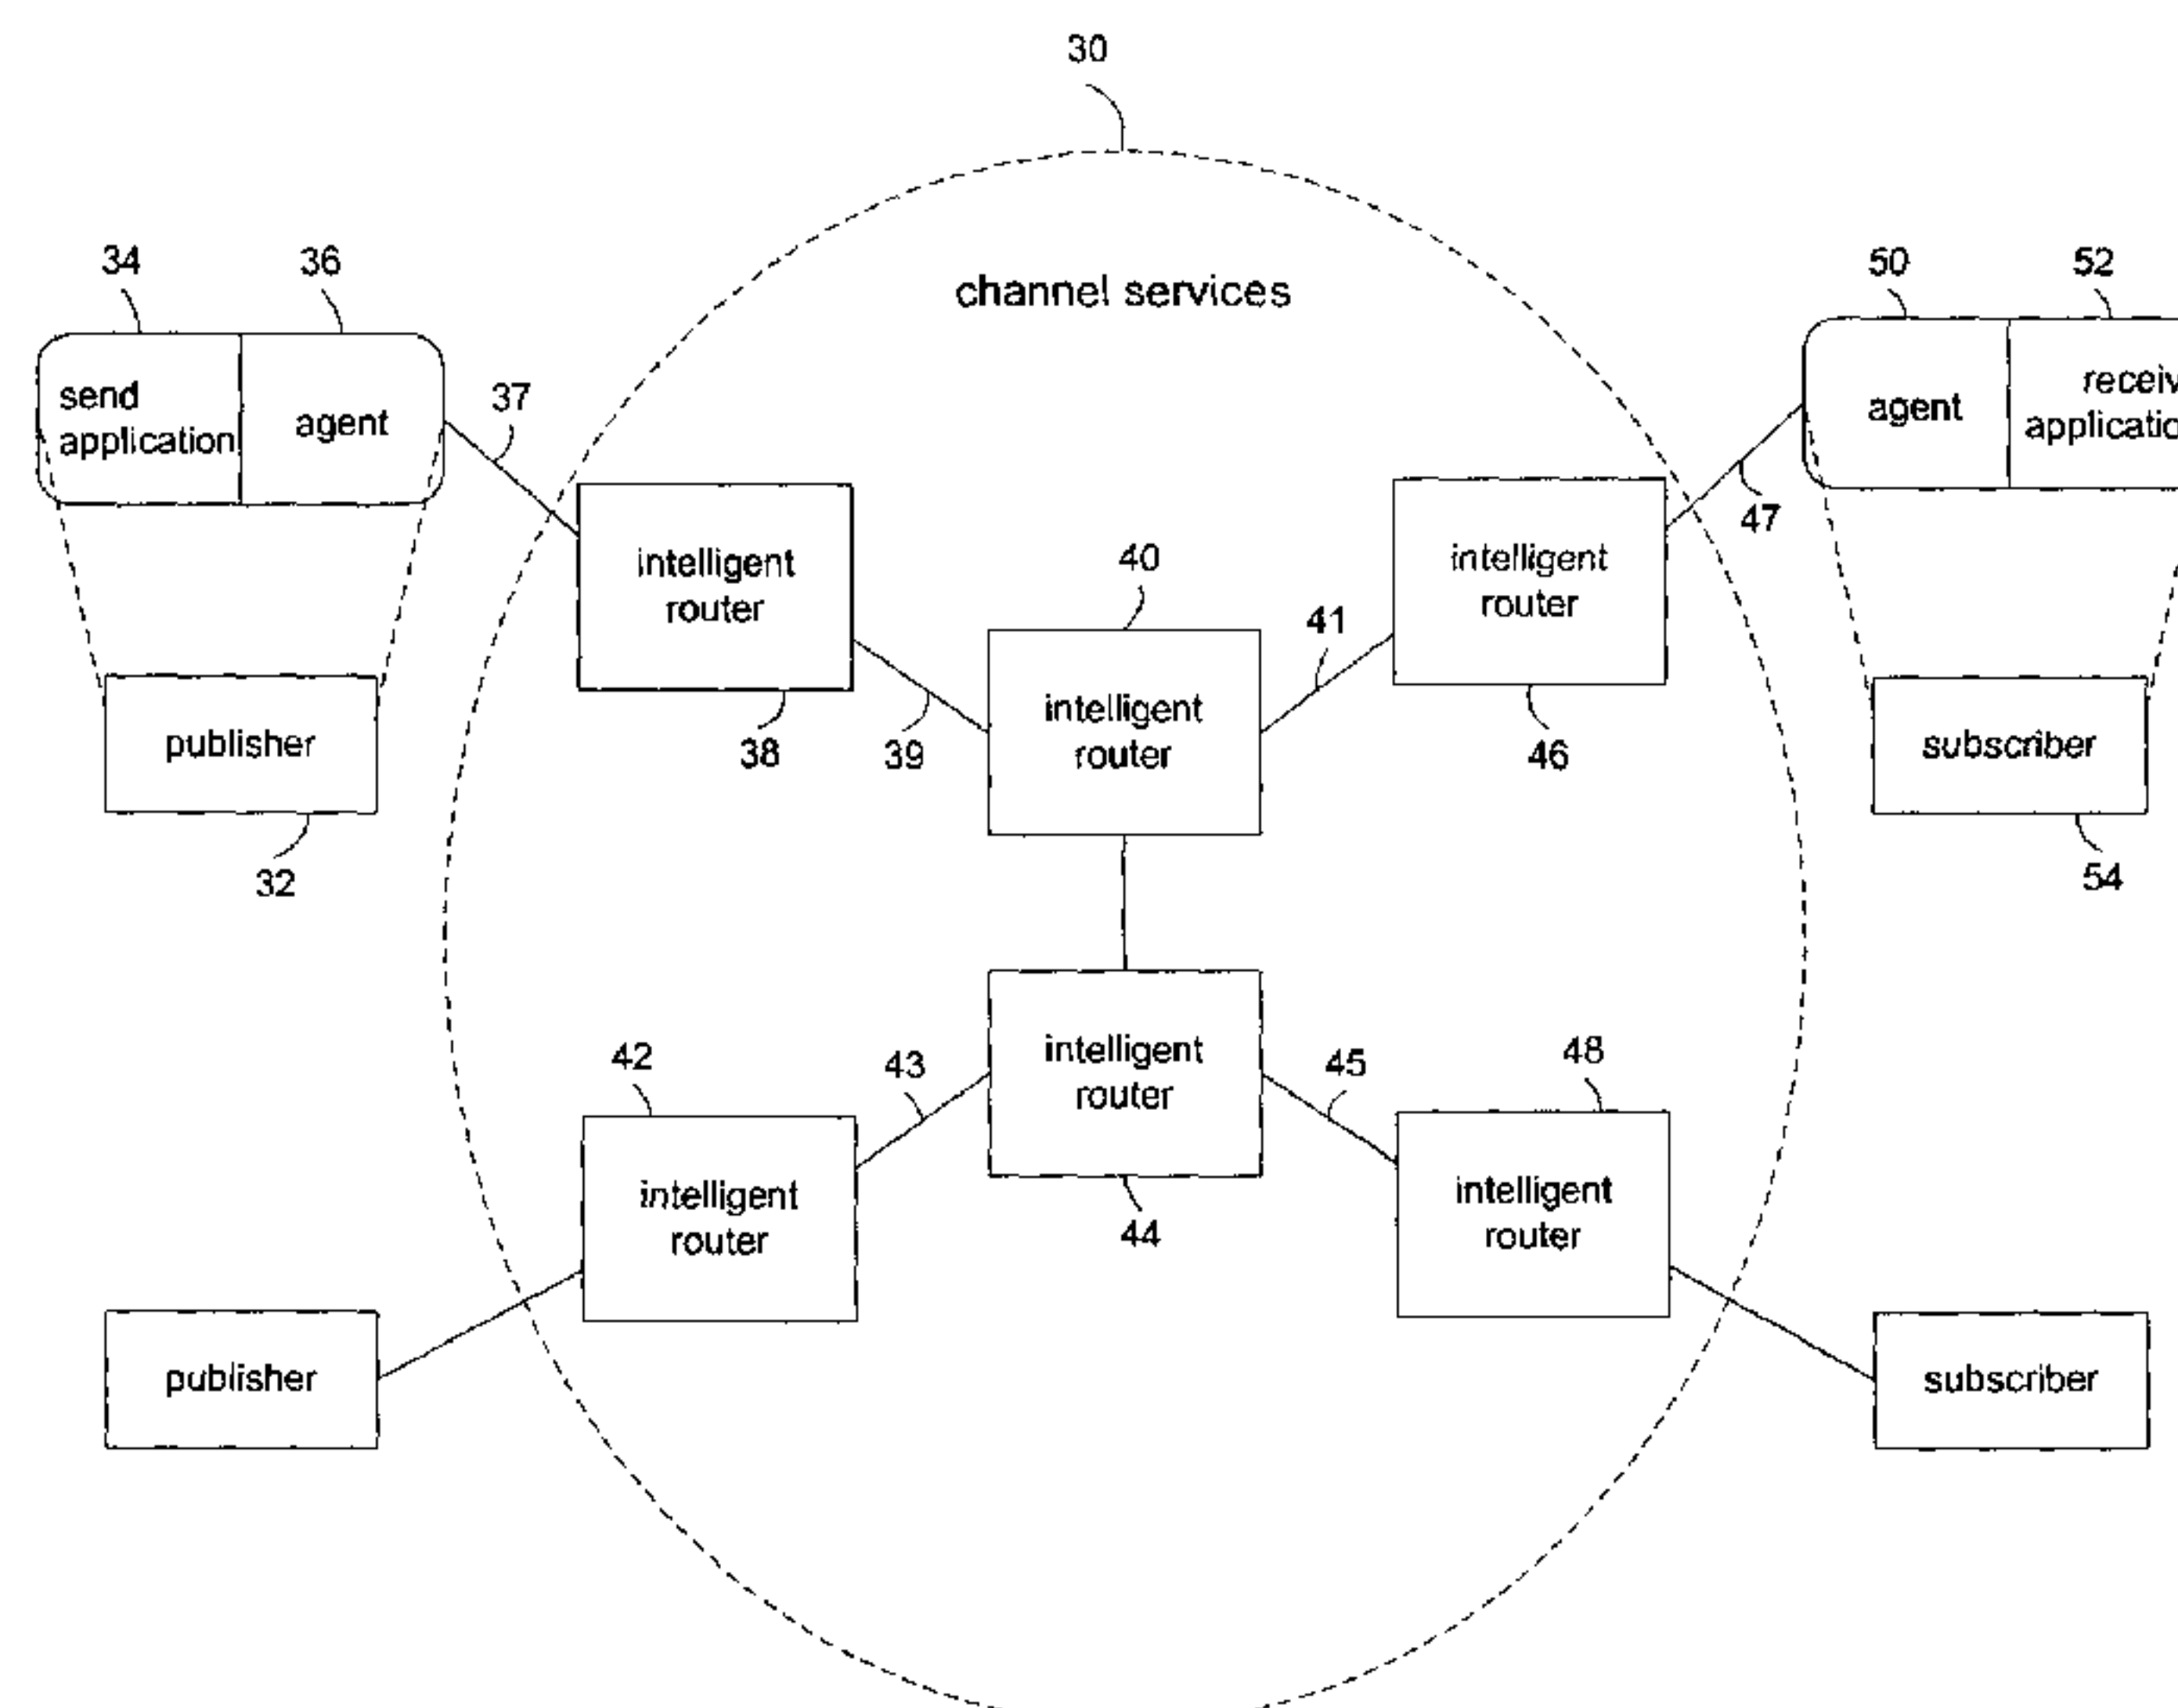 30
channel services
34
36
50
52
send
application
agent
37
agent
receiv
applicatio
47
intelligent
router
38
39
40
intelligent
router
41
intelligent
router
46
publisher
32
subscriber
54
42
intelligent
router
43
intelligent
router
44
45
48
intelligent
router
publisher
subscriber